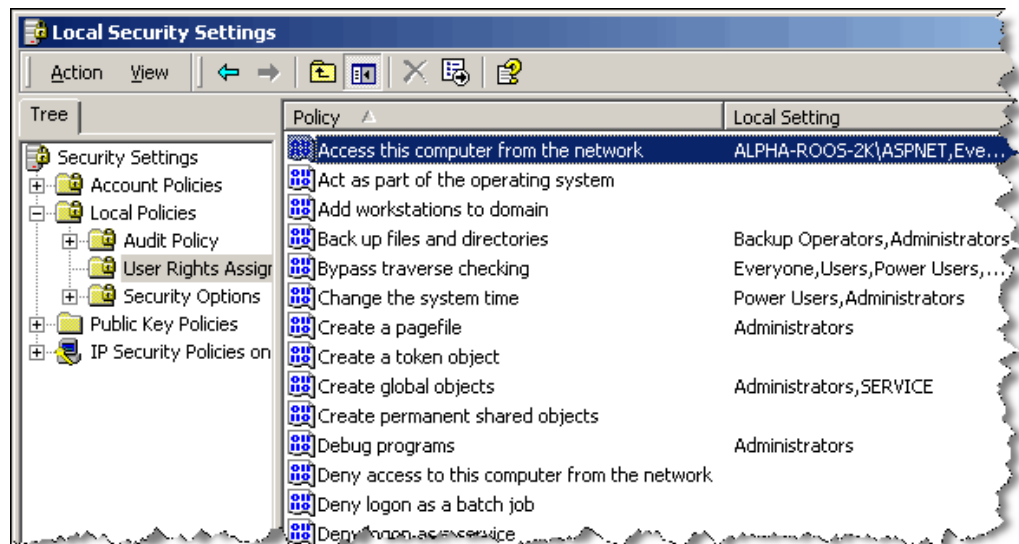 Local Security Settings
Action View
Tree
Security Settings
Account Policies
Local Policies
Audit Policy
User Rights Assigr
Security Options
Public Key Policies
IP Security Policies on
Policy Local Setting
Access this computer from the network ALPHA-ROOS-2K\ASPNET,Eve...
Act as part of the operating system
Add workstations to domain
Back up files and directories Backup Operators,Administrators
Bypass traverse checking Everyone,Users,Power Users,...
Change the system time Power Users,Administrators
Create a pagefile Administrators
Create a token object
Create global objects Administrators,SERVICE
Create permanent shared objects
Debug programs Administrators
Deny access to this computer from the network
Deny logon as a batch job
Deny logon as a service